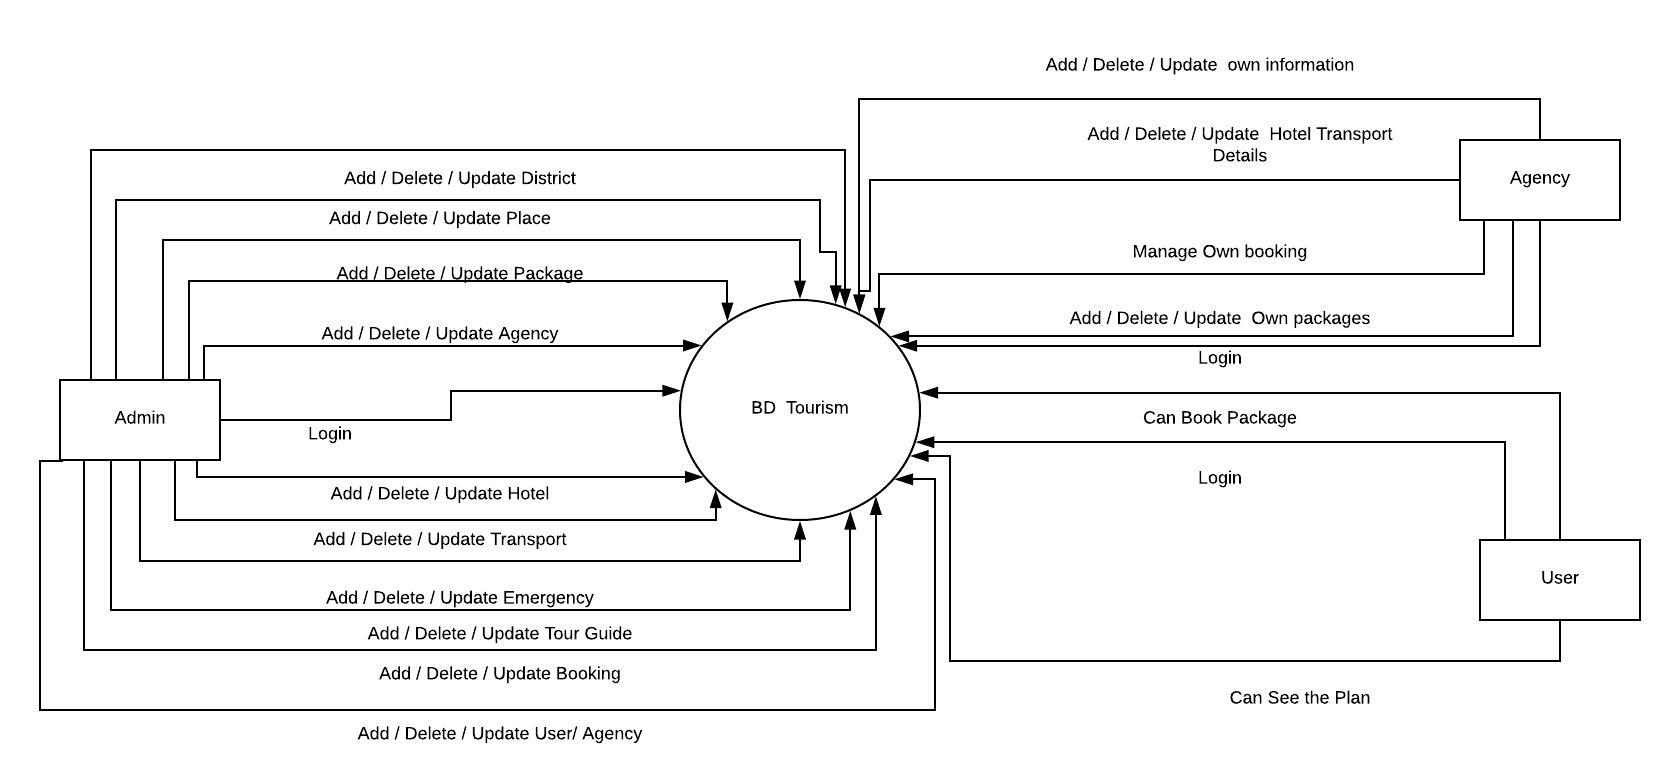 Add / Delete / Update  own information
Add / Delete / Update  Hotel Transport
Details
Agency
Manage Own booking
Add / Delete / Update  Own packages
Login
Add / Delete / Update District
Add / Delete / Update Place
Add / Delete / Update Package
Add / Delete / Update Agency
Admin
Login
BD  Tourism
Can Book Package
Login
User
Can See the Plan
Add / Delete / Update Hotel
Add / Delete / Update Transport
Add / Delete / Update Emergency
Add / Delete / Update Tour Guide
Add / Delete / Update Booking
Add / Delete / Update User/ Agency